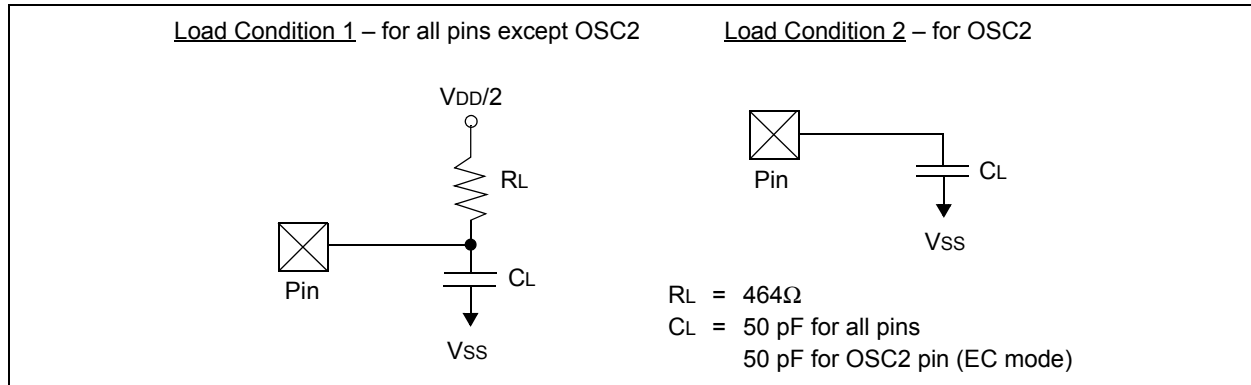 Load Condition 1 – for all pins except OSC2
Load Condition 2 – for OSC2
VDD/2
RL
Pin
CL
VSS
Pin
CL
VSS
RL = 464Ω
CL = 50 pF for all pins
50 pF for OSC2 pin (EC mode)